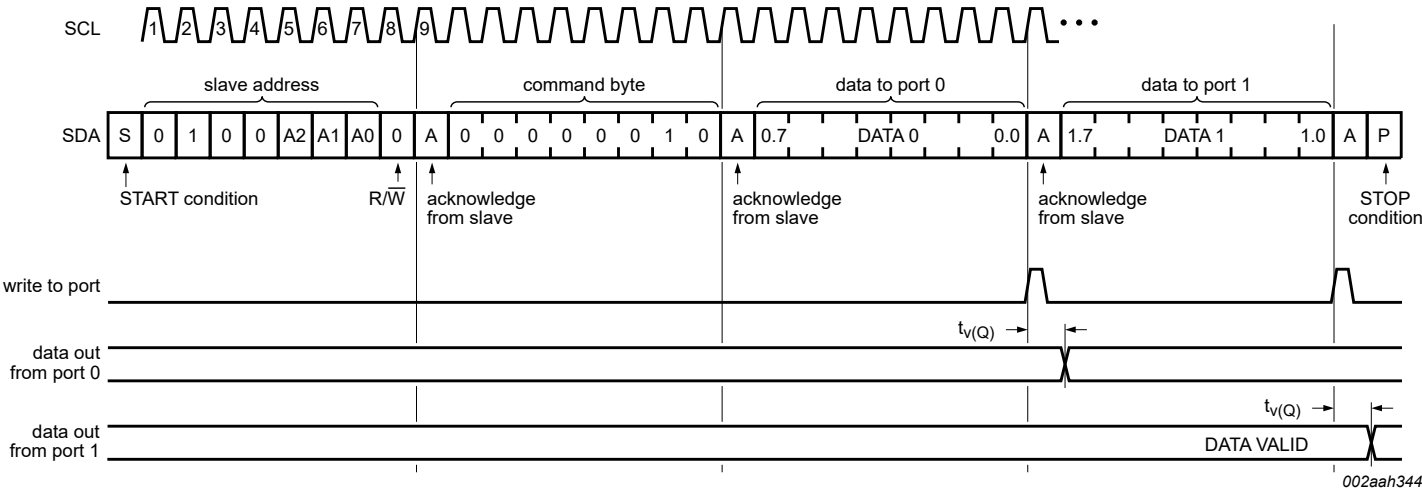 SCL 1 2 3 4 5 6 7 8 9
slave address command byte data to port 0 data to port 1
SDA S 0 1 0 0 A2 A1 A0 0 A 0 0 0 0 0 0 1 0 A 0.7 DATA 0 0.0 A 1.7 DATA 1 1.0 A P
START condition R/W̅ acknowledge acknowledge acknowledge STOP
from slave from slave from slave condition
write to port
tv(Q)
data out
from port 0
tv(Q)
data out
from port 1 DATA VALID
002aah344